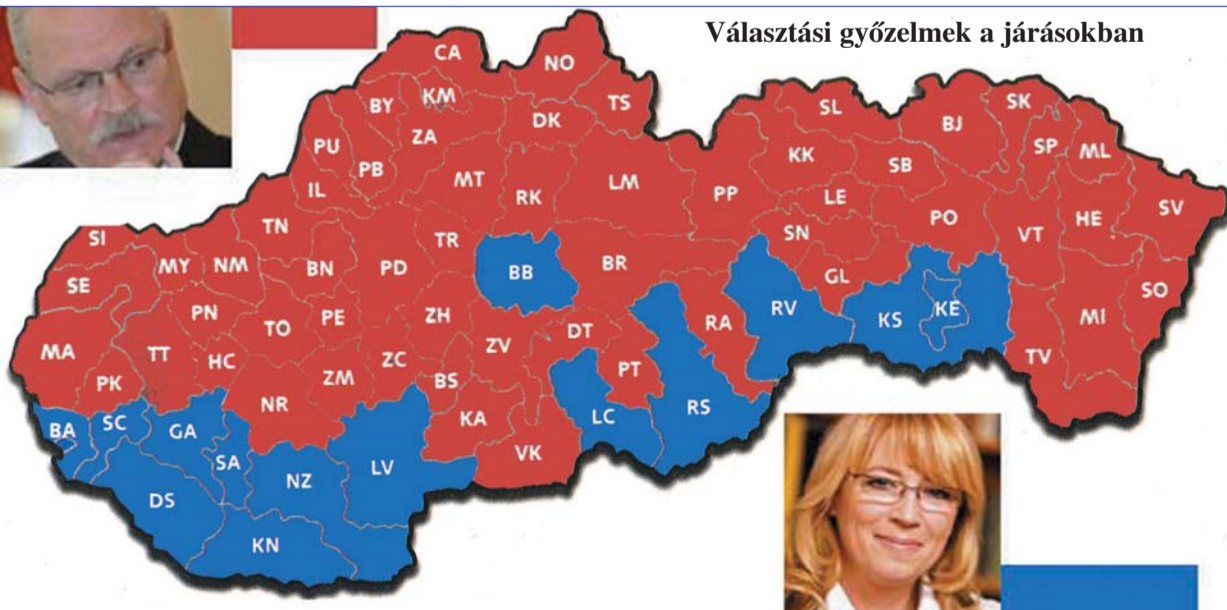 Választási győzelmek a járásokban
CA
NO
KM
BY
TS
DK
SL
SK
BJ
ZA
PU
SP
ML
PB
KK
SB
MT
LM
IL
RK
PP
LE
SV
PO
HE
TN
SI
TR
SN
VT
MY
NM
BN
PD
BB
BR
GL
SE
SO
PN
TO
PE
ZH
RV
KS
KE
MI
RA
DT
MA
TT
HC
ZV
TV
ZC
PT
PK
ZM
BS
NR
RS
KA
LC
BA
SC
GA
VK
SA
LV
NZ
DS
KN